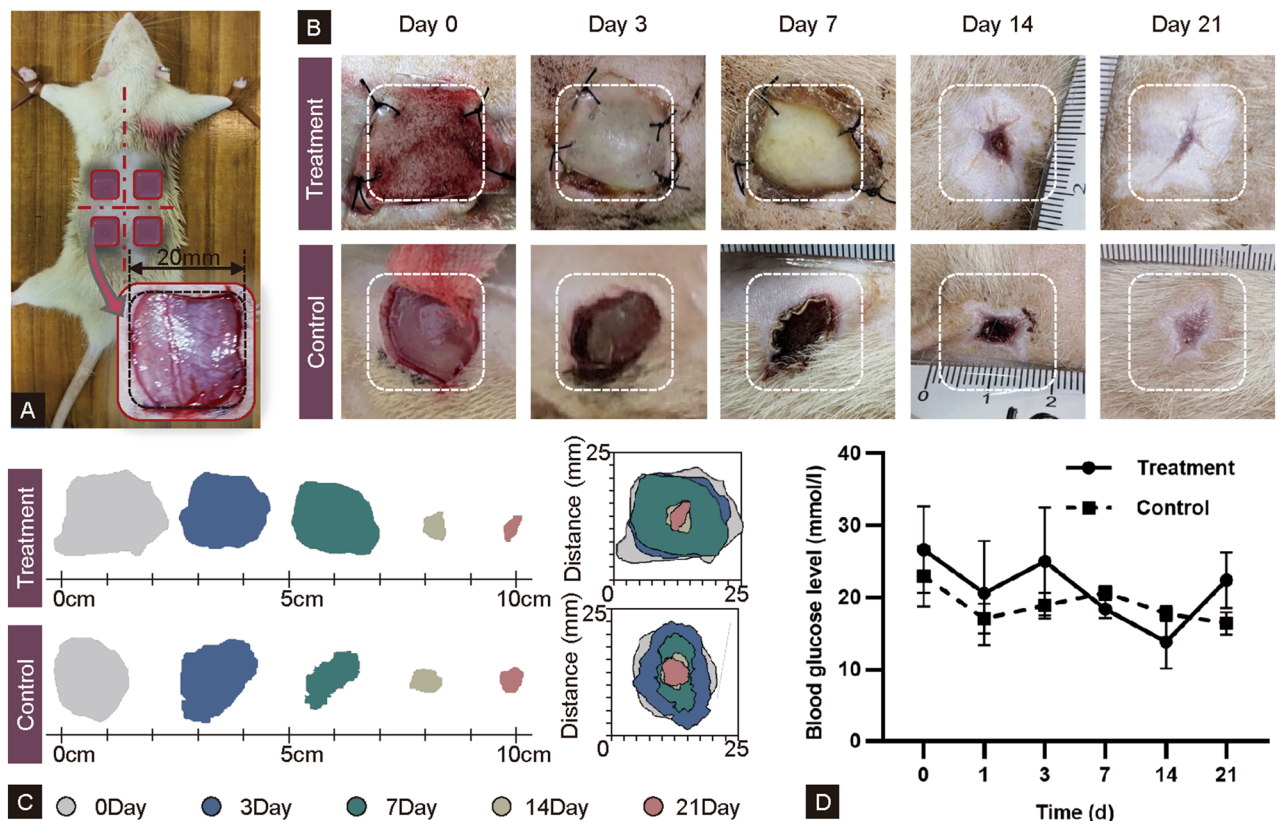 A
20mm
B
Day 0
Day 3
Day 7
Day 14
Day 21
Treatment
2
Control
0
1
2
Treatment
0cm
5cm
10cm
Control
0cm
5cm
10cm
25
Distance (mm)
0
25
25
Distance (mm)
0
25
C
0Day
3Day
7Day
14Day
21Day
D
Blood glucose level (mmol/l)
40
30
20
10
0
Treatment
Control
0
1
3
7
14
21
Time (d)